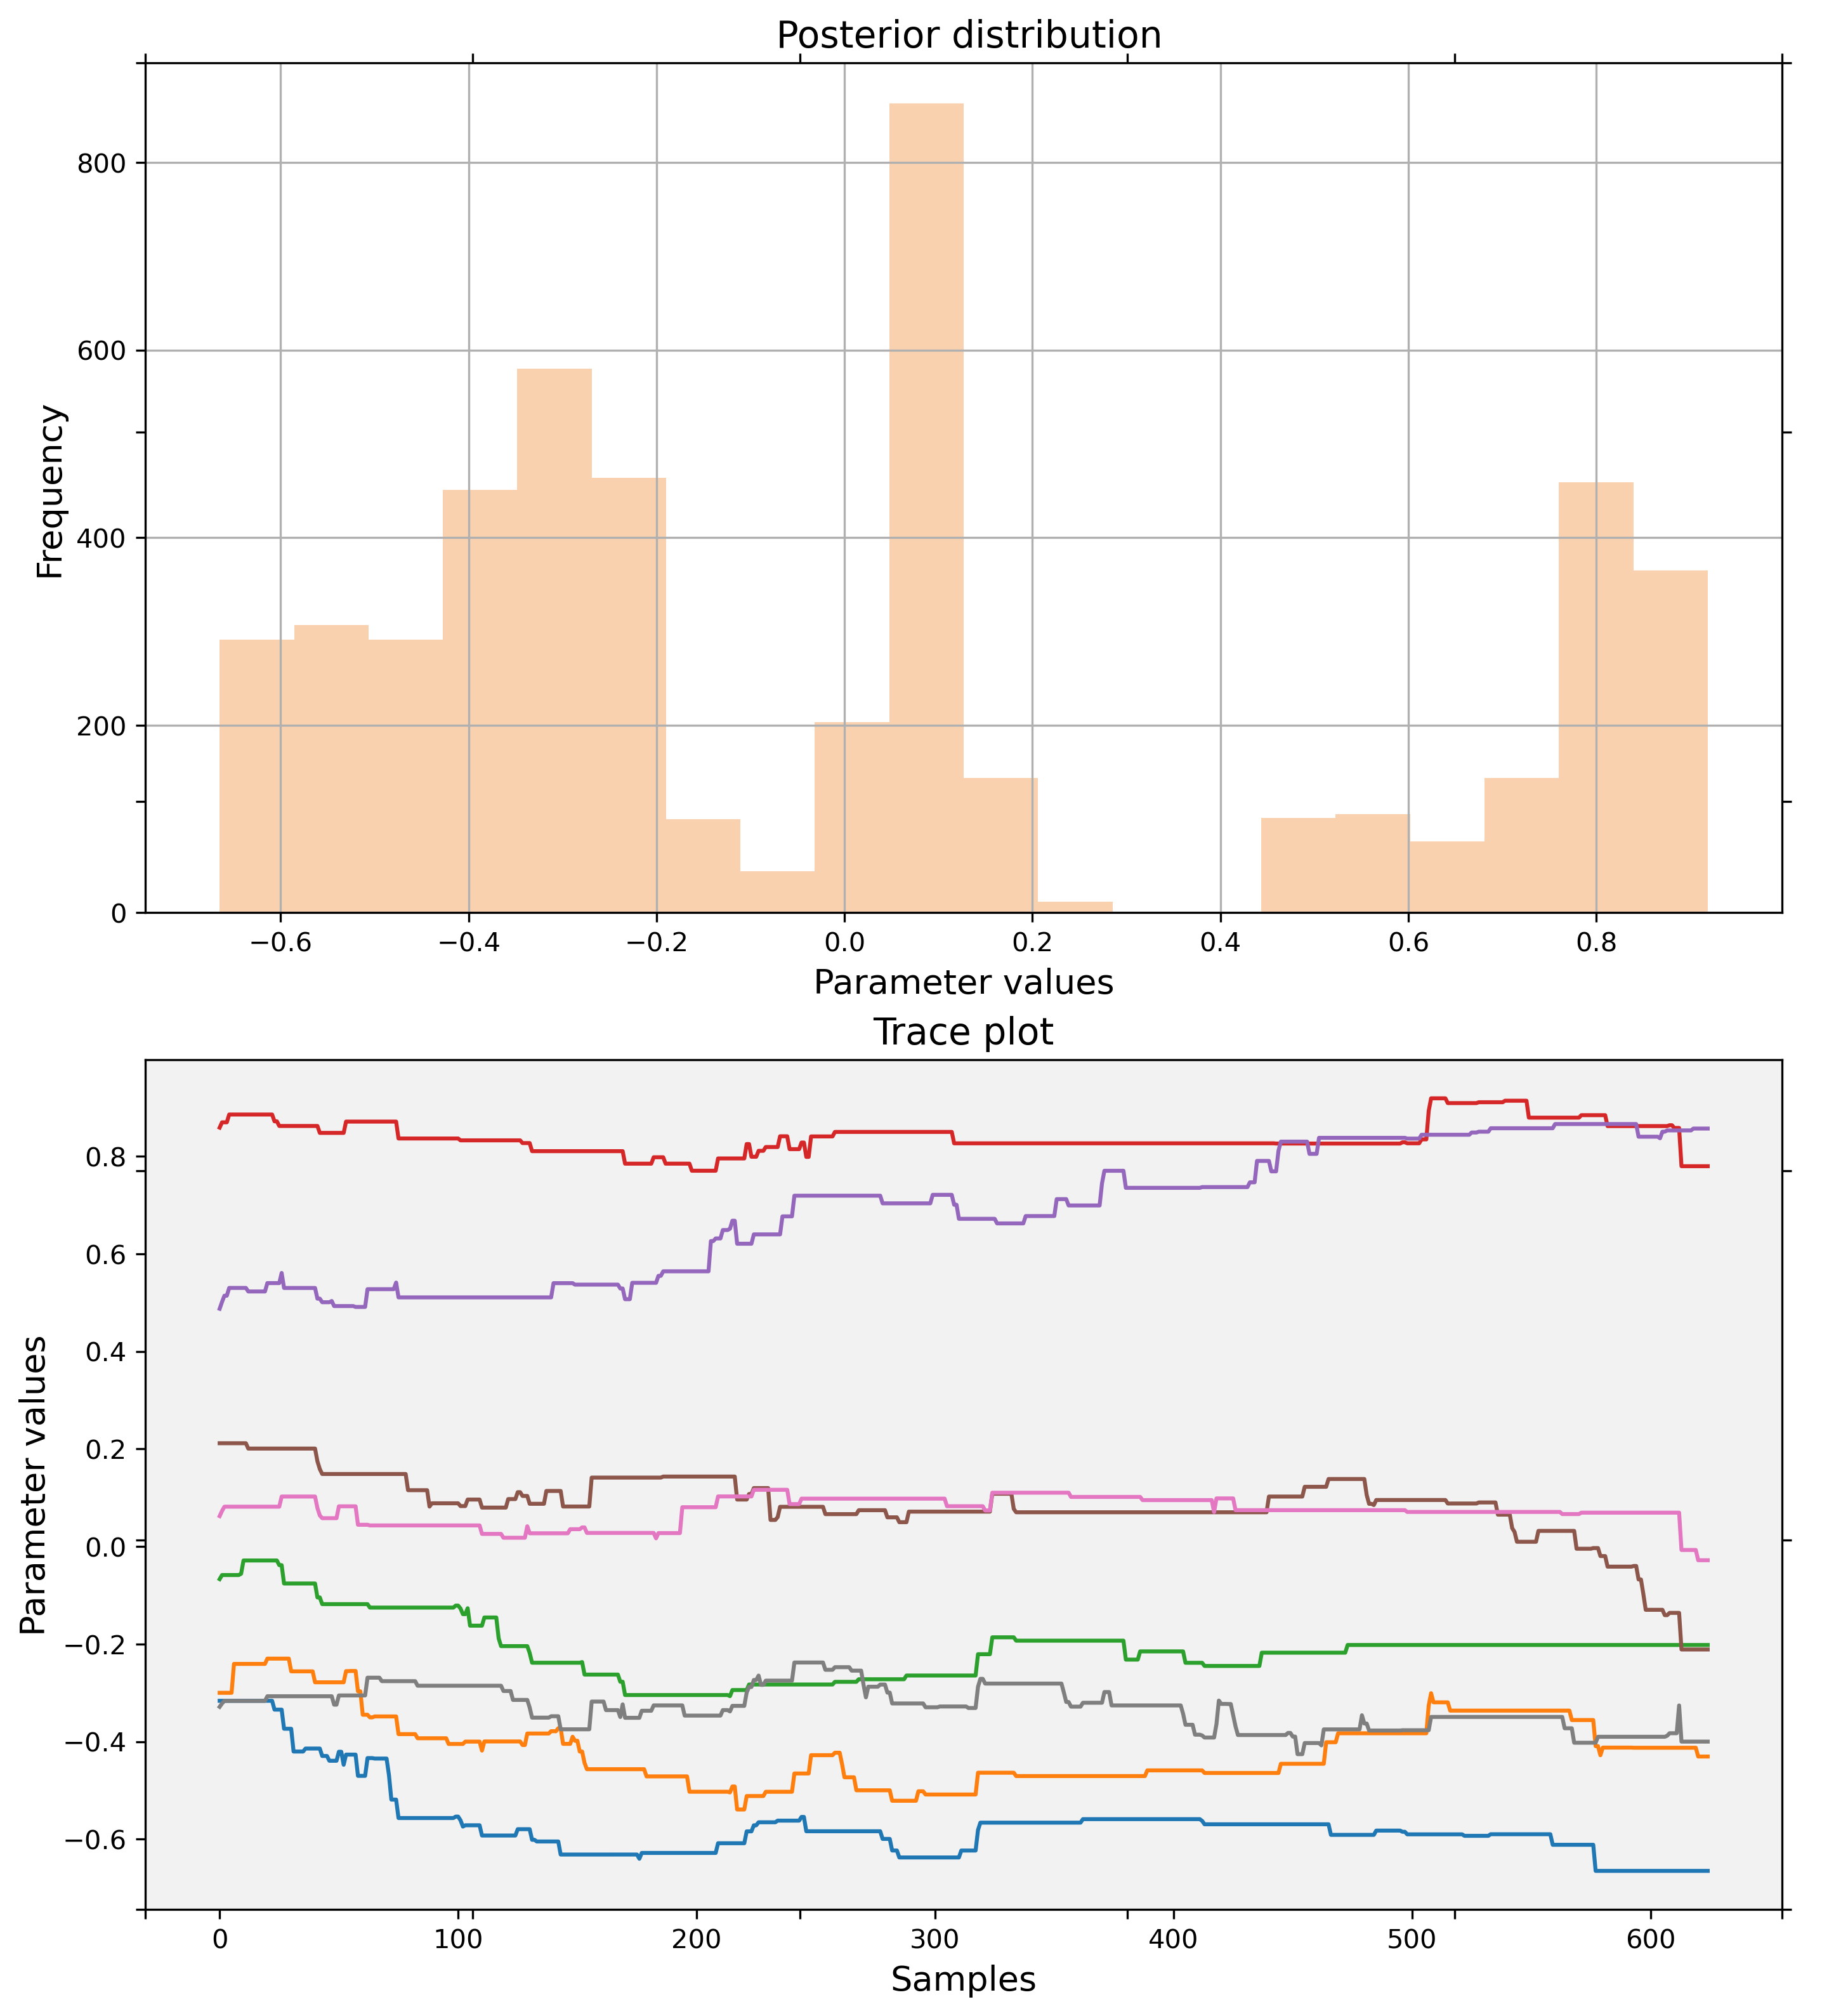 Posterior distribution
Frequency
800
600
400
200
0
−0.6 −0.4 −0.2 0.0 0.2 0.4 0.6 0.8
Parameter values
Trace plot
Parameter values
0.8
0.6
0.4
0.2
0.0
−0.2
−0.4
−0.6
0 100 200 300 400 500 600
Samples